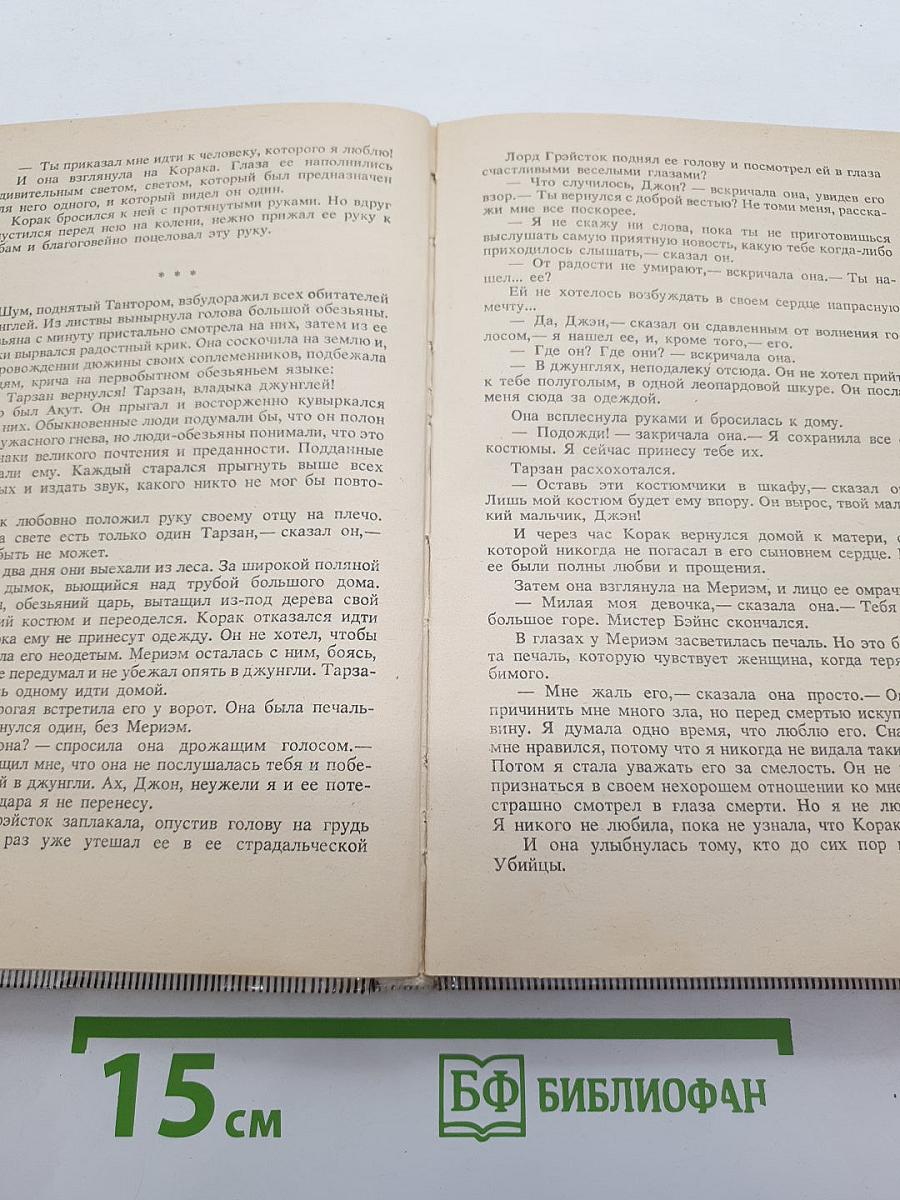 — Ты приказал мне идти к человеку, которого я люблю!
И она взглянула на Корака. Глаза ее наполнились
дивительным светом, светом, который был предназначен
ля него одного, и который видел он один.
Корак бросился к ней с протянутыми руками. Но вдруг
пустился перед нею на колени, нежно прижал ее руку к
бам и благоговейно поцеловал эту руку.
* * *
Шум, поднятый Тантором, взбудоражил всех обитателей
нглей. Из листвы вынырнула голова большой обезьяны.
ьяна с минуту пристально смотрела на них, затем из ее
ки вырвался радостный крик. Она соскочила на землю и,
ровождении дюжины своих соплеменников, подбежала
дям, крича на первобытном обезьяньем языке:
Тарзан вернулся! Тарзан, владыка джунглей!
о был Акут. Он прыгал и восторженно кувыркался
них. Обыкновенные люди подумали бы, что он полон
ужасного гнева, но люди-обезьяны понимали, что это
наки великого почтения и преданности. Подданные
али ему. Каждый старался прыгнуть выше всех
ых и издать звук, какого никто не мог бы повто-
к любовно положил руку своему отцу на плечо.
а свете есть только один Тарзан,— сказал он,—
быть не может.
два дня они выехали из леса. За широкой поляной
дымок, вьющийся над трубой большого дома.
н, обезьяний царь, вытащил из-под дерева свой
ий костюм и переоделся. Корак отказался идти
ока ему не принесут одежду. Он не хотел, чтобы
ла его неодетым. Мериэм осталась с ним, боясь,
е передумал и не убежал опять в джунгли. Тарза-
сь одному идти домой.
рогая встретила его у ворот. Она была печаль-
рнулся один, без Мериэм.
она? — спросила она дрожащим голосом.—
щил мне, что она не послушалась тебя и побе-
й в джунгли. Ах, Джон, неужели я и ее поте-
дара я не перенесу.
рэйсток заплакала, опустив голову на грудь
раз уже утешал ее в ее страдальческой
Лорд Грэйсток поднял ее голову и посмотрел ей в глаза
счастливыми веселыми глазами?
— Что случилось, Джон? — вскричала она, увидев его
взор.— Ты вернулся с доброй вестью? Не томи меня, расска-
жи мне все поскорее.
— Я не скажу ни слова, пока ты не приготовишься
выслушать самую приятную новость, какую тебе когда-либо
приходилось слышать,— сказал он.
— От радости не умирают,— вскричала она.— Ты на-
шел... ее?
Ей не хотелось возбуждать в своем сердце напрасную
мечту...
— Да, Джэн,— сказал он сдавленным от волнения го-
лосом,— я нашел ее, и, кроме того,— его.
— Где он? Где они? — вскричала она.
— В джунглях, неподалеку отсюда. Он не хотел прийт
к тебе полуголым, в одной леопардовой шкуре. Он посла
меня сюда за одеждой.
Она всплеснула руками и бросилась к дому.
— Подожди! — закричала она.— Я сохранила все
костюмы. Я сейчас принесу тебе их.
Тарзан расхохотался.
— Оставь эти костюмчики в шкафу,— сказал о
Лишь мой костюм будет ему впору. Он вырос, твой мал
кий мальчик, Джэн!
И через час Корак вернулся домой к матери,
которой никогда не погасал в его сыновнем сердце.
ее были полны любви и прощения.
Затем она взглянула на Мериэм, и лицо ее омрач
— Милая моя девочка,— сказала она.— Тебя
большое горе. Мистер Бэйнс скончался.
В глазах у Мериэм засветилась печаль. Но это б
та печаль, которую чувствует женщина, когда теря
бимого.
— Мне жаль его,— сказала она просто.— О
причинить мне много зла, но перед смертью искуп
вину. Я думала одно время, что люблю его. Сна
мне нравился, потому что я никогда не видала таки
Потом я стала уважать его за смелость. Он не
признаться в своем нехорошем отношении ко мне
страшно смотрел в глаза смерти. Но я не лю
Я никого не любила, пока не узнала, что Корак
И она улыбнулась тому, кто до сих пор
Убийцы.
15 см
БФ БИБЛИОФАН